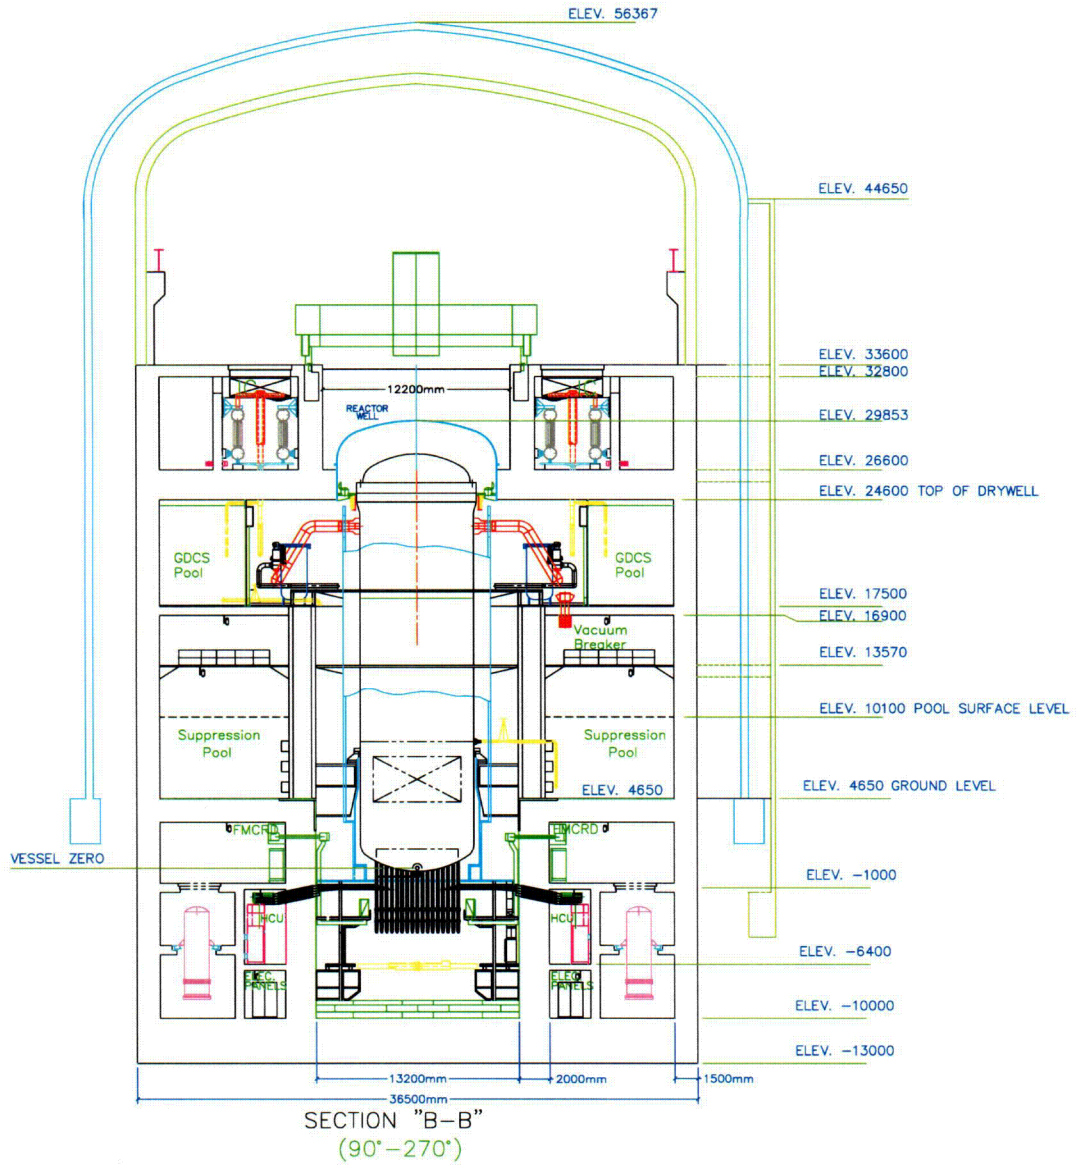 ELEV. 56367
ELEV. 44650
ELEV. 33600
ELEV. 32800
12200mm
REACTOR
WELL
ELEV. 29853
ELEV. 26600
ELEV. 24600 TOP OF DRYWELL
GDCS
Pool
GDCS
Pool
ELEV. 17500
ELEV. 16900
Vacuum
Breaker
ELEV. 13570
ELEV. 10100 POOL SURFACE LEVEL
Suppression
Pool
Suppression
Pool
ELEV. 4650
ELEV. 4650 GROUND LEVEL
FMCRD
FMCRD
VESSEL ZERO
ELEV. -1000
HCU
HCU
ELEV. -6400
ELEC.
PANELS
ELEC.
PANELS
ELEV. -10000
ELEV. -13000
13200mm
2000mm
1500mm
36500mm
SECTION "B-B"
(90°-270°)